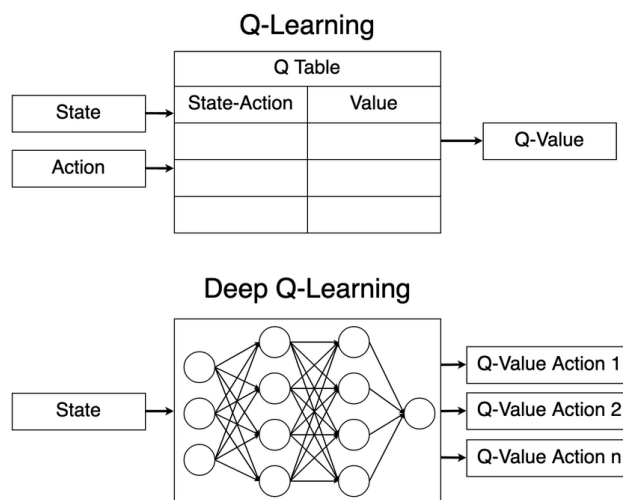 Q-Learning
Q Table
State-Action Value
State
Action
Q-Value
Deep Q-Learning
State
Q-Value Action 1
Q-Value Action 2
Q-Value Action n